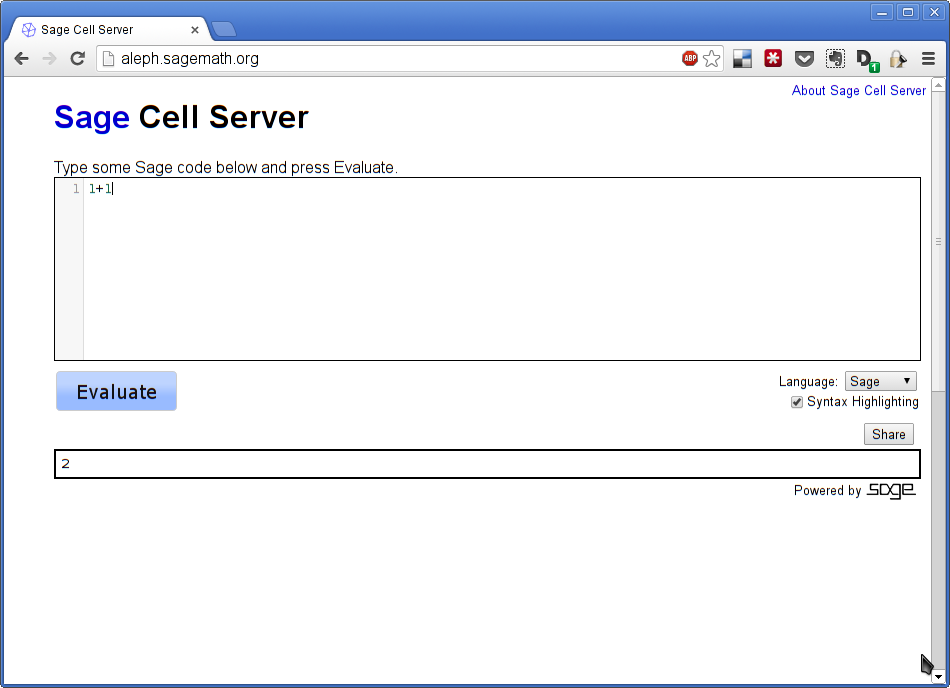 Sage Cell Server
aleph.sagemath.org
ABP
D
1
About Sage Cell Server
Sage Cell Server
Type some Sage code below and press Evaluate.
1 1+1
Evaluate
Language: Sage
Syntax Highlighting
Share
2
Powered by sage